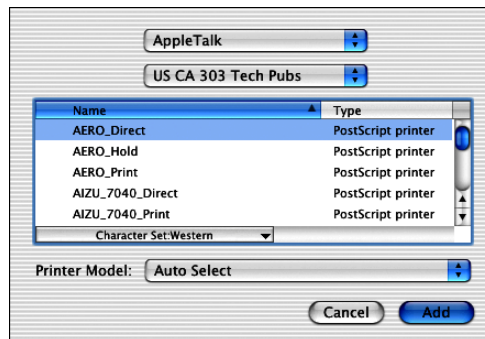 AppleTalk
US CA 303 Tech Pubs
Name Type
AERO_Direct PostScript printer
AERO_Hold PostScript printer
AERO_Print PostScript printer
AIZU_7040_Direct PostScript printer
AIZU_7040_Print PostScript printer
Character Set:Western
Printer Model: Auto Select
Cancel Add